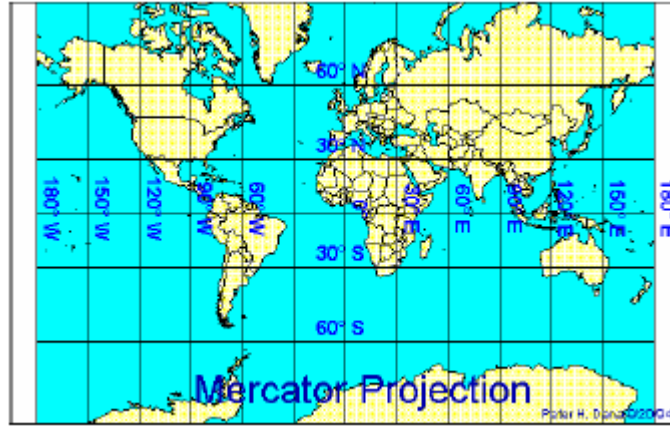 60° N
30° N
180° W
150° W
120° W
90° W
60° W
0°
30° E
60° E
90° E
120° E
150° E
180° E
30° S
60° S
Mercator Projection
Peter H. Dana